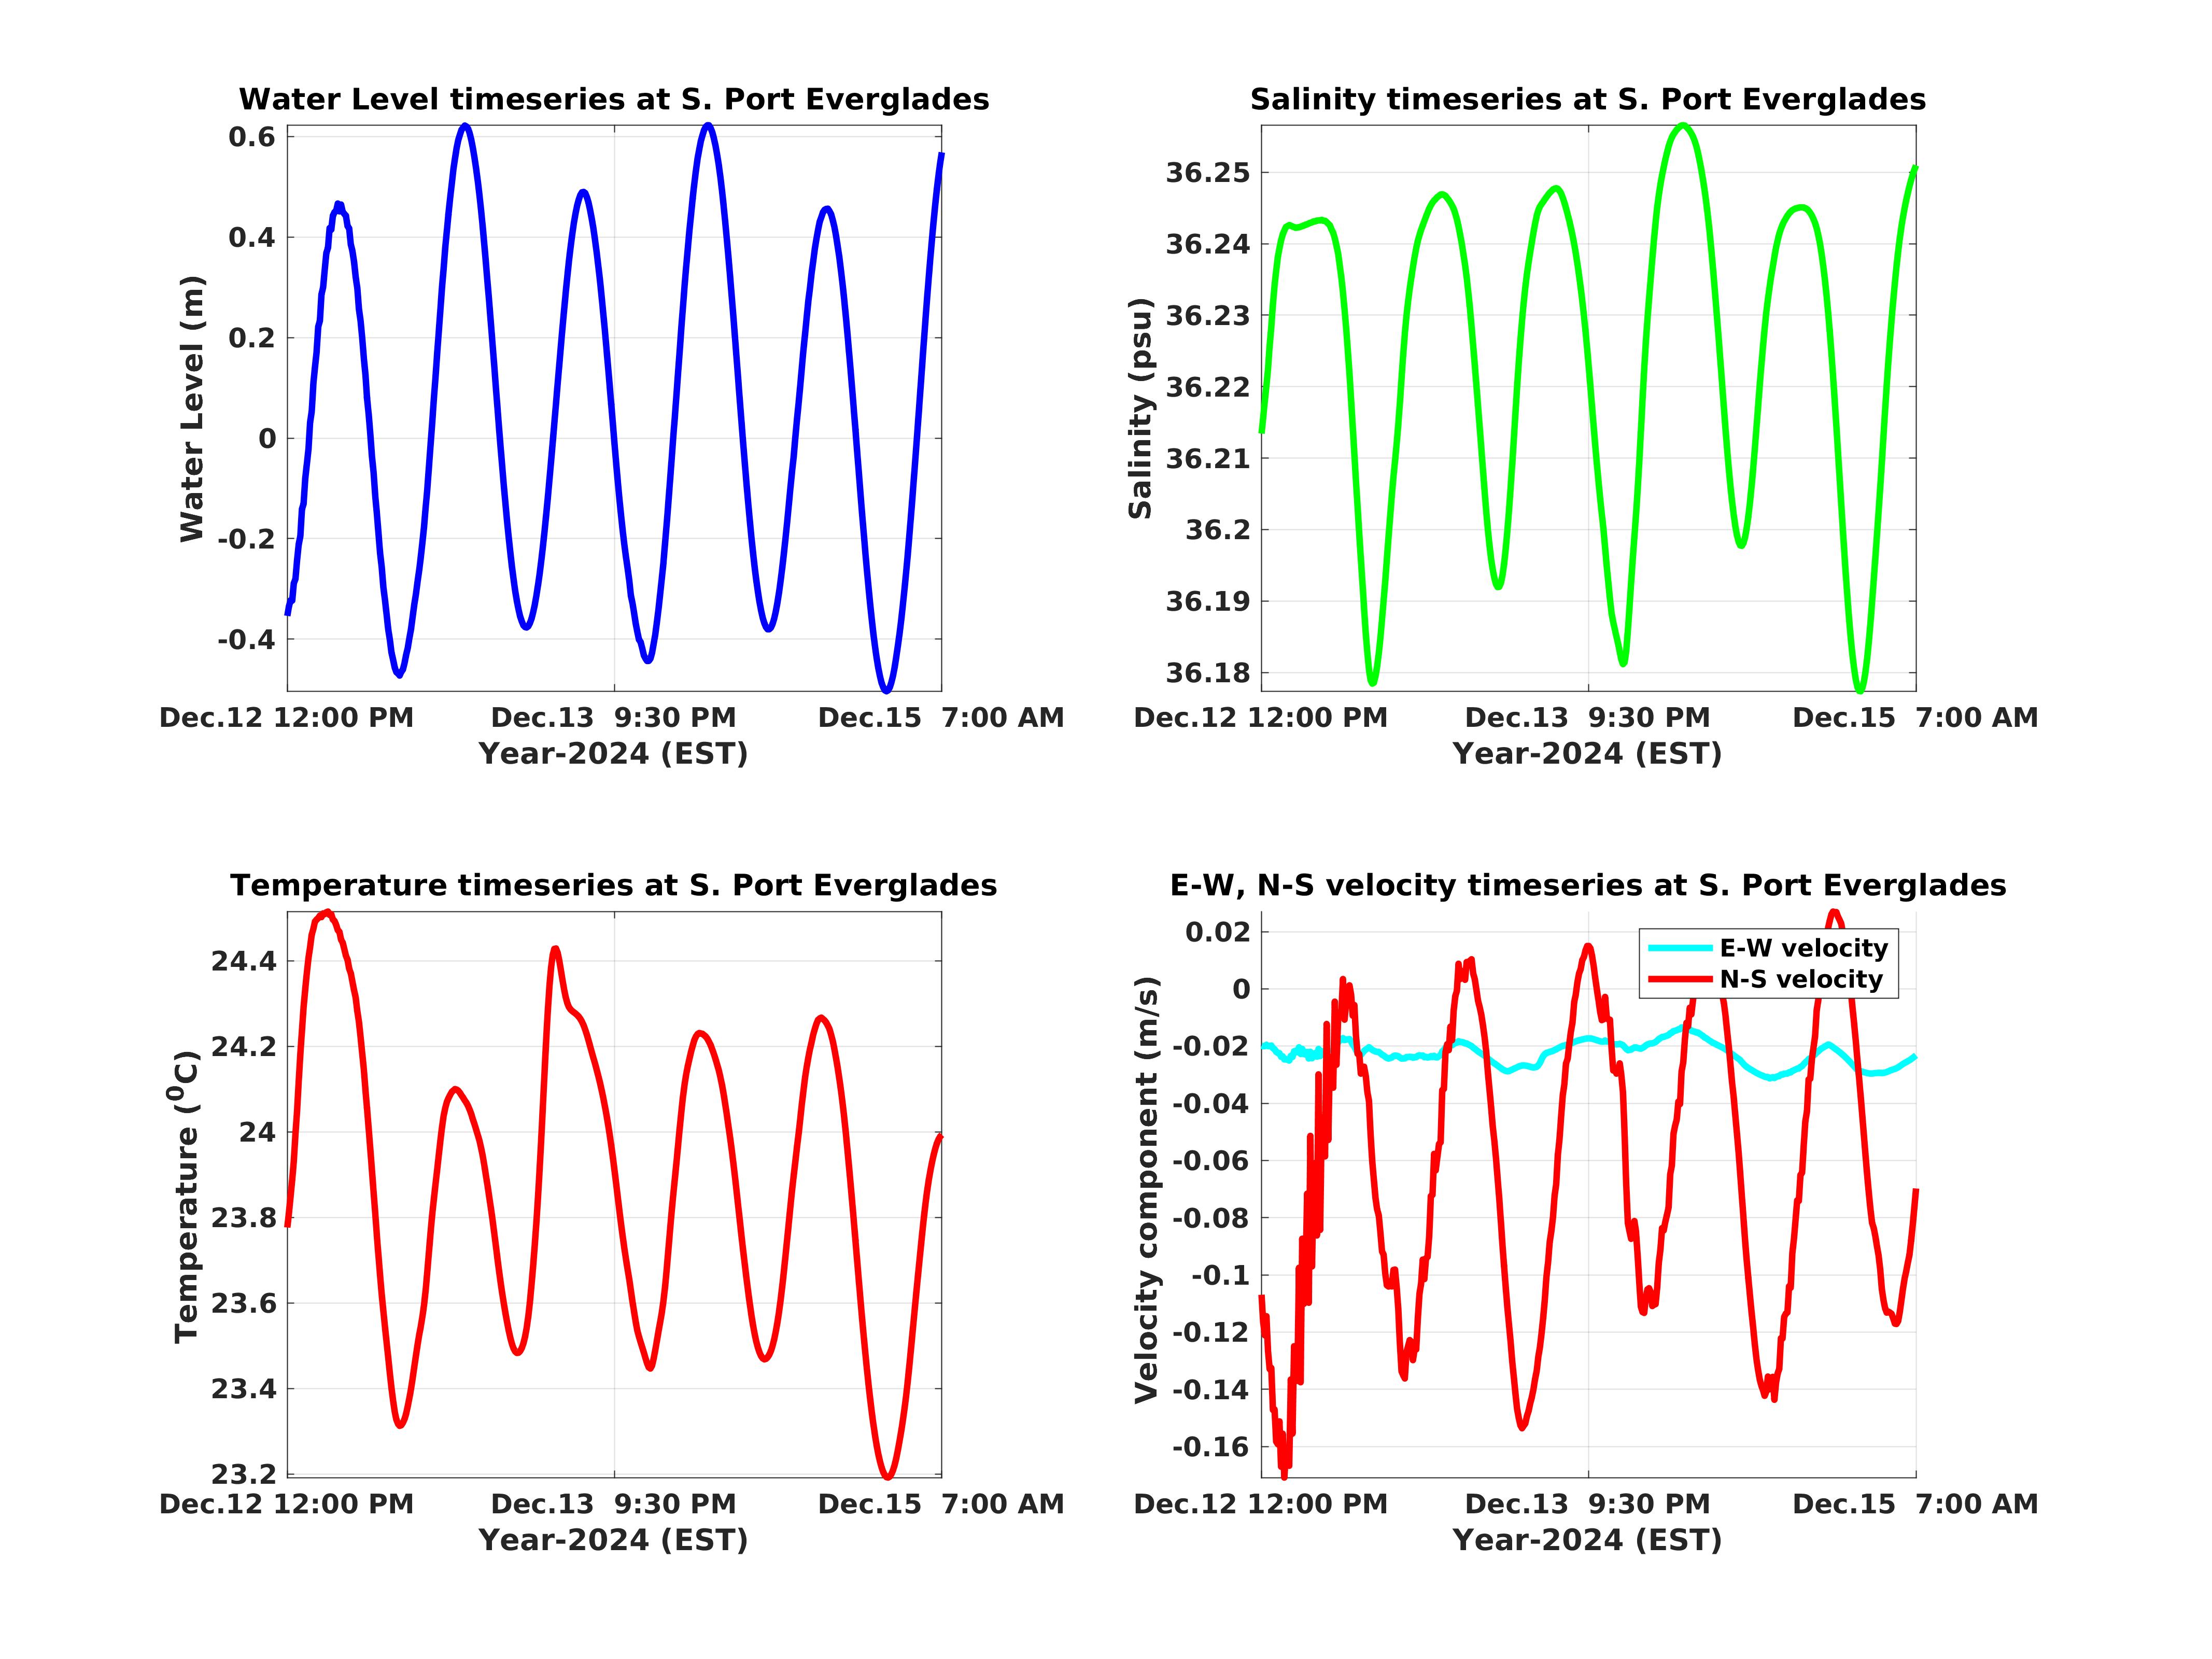 Water Level timeseries at S. Port Everglades
0.6
0.4
0.2
0
-0.2
-0.4
Water Level (m)
Dec.12 12:00 PM
Dec.13  9:30 PM
Dec.15  7:00 AM
Year-2024 (EST)
Salinity timeseries at S. Port Everglades
36.25
36.24
36.23
36.22
36.21
36.2
36.19
36.18
Salinity (psu)
Dec.12 12:00 PM
Dec.13  9:30 PM
Dec.15  7:00 AM
Year-2024 (EST)
Temperature timeseries at S. Port Everglades
24.4
24.2
24
23.8
23.6
23.4
23.2
Temperature (⁰C)
Dec.12 12:00 PM
Dec.13  9:30 PM
Dec.15  7:00 AM
Year-2024 (EST)
E-W, N-S velocity timeseries at S. Port Everglades
0.02
0
-0.02
-0.04
-0.06
-0.08
-0.1
-0.12
-0.14
-0.16
Velocity component (m/s)
E-W velocity
N-S velocity
Dec.12 12:00 PM
Dec.13  9:30 PM
Dec.15  7:00 AM
Year-2024 (EST)